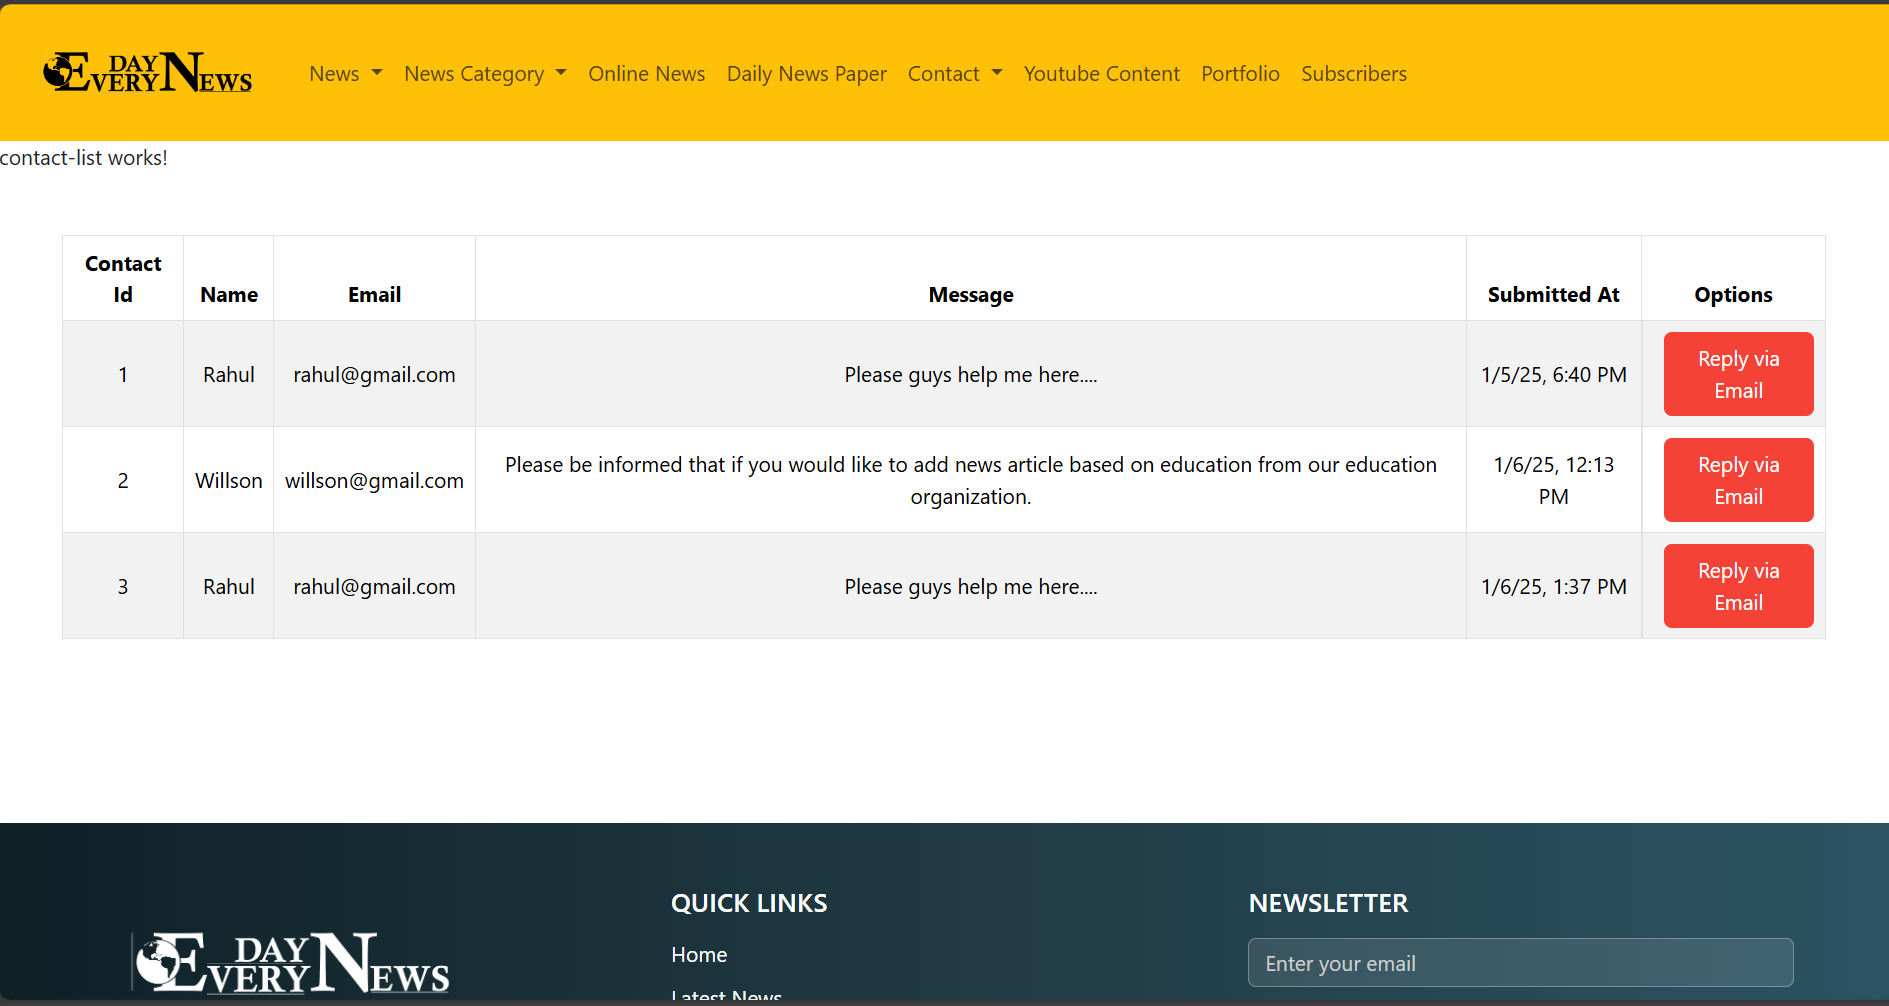 DAY
EVERY NEWS
News News Category Online News Daily News Paper Contact Youtube Content Portfolio Subscribers
contact-list works!
Contact
Id Name Email Message Submitted At Options
1 Rahul rahul@gmail.com Please guys help me here.... 1/5/25, 6:40 PM Reply via
Email
2 Willson willson@gmail.com Please be informed that if you would like to add news article based on education from our education
organization. 1/6/25, 12:13
PM Reply via
Email
3 Rahul rahul@gmail.com Please guys help me here.... 1/6/25, 1:37 PM Reply via
Email
DAY
EVERY NEWS
QUICK LINKS
Home
Latest News
NEWSLETTER
Enter your email